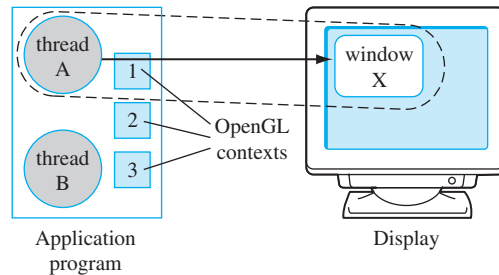 thread
A
1
window
X
2
OpenGL
contexts
thread
B
3
Application
program
Display